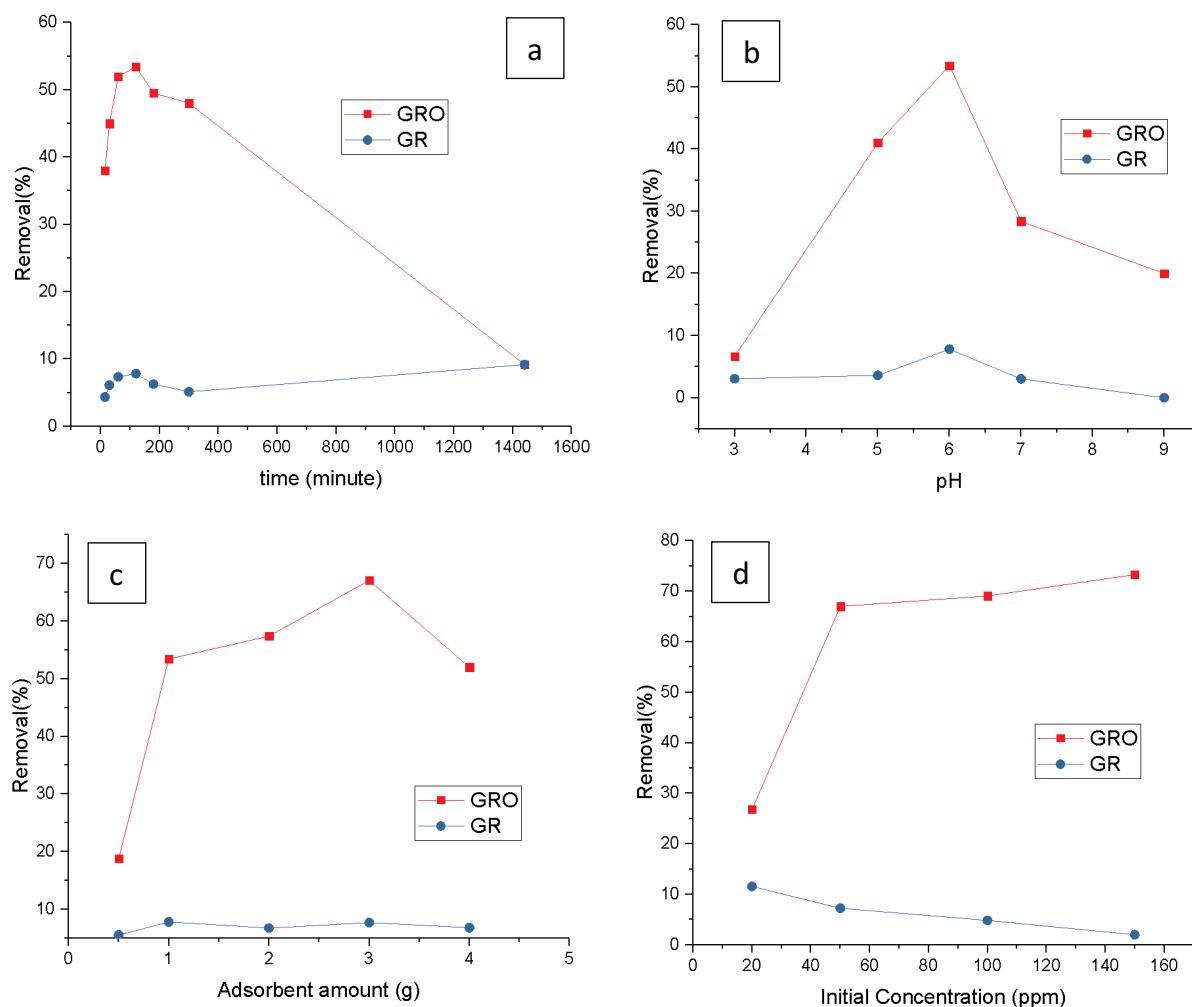 a
60
50
40
30
20
10
0
Removal(%)
GRO
GR
0 200 400 600 800 1000 1200 1400 1600
time (minute)
b
60
50
40
30
20
10
0
Removal(%)
GRO
GR
3 4 5 6 7 8 9
pH
c
70
60
50
40
30
20
10
Removal(%)
GRO
GR
0 1 2 3 4 5
Adsorbent amount (g)
d
80
70
60
50
40
30
20
10
0
Removal(%)
GRO
GR
0 20 40 60 80 100 120 140 160
Initial Concentration (ppm)